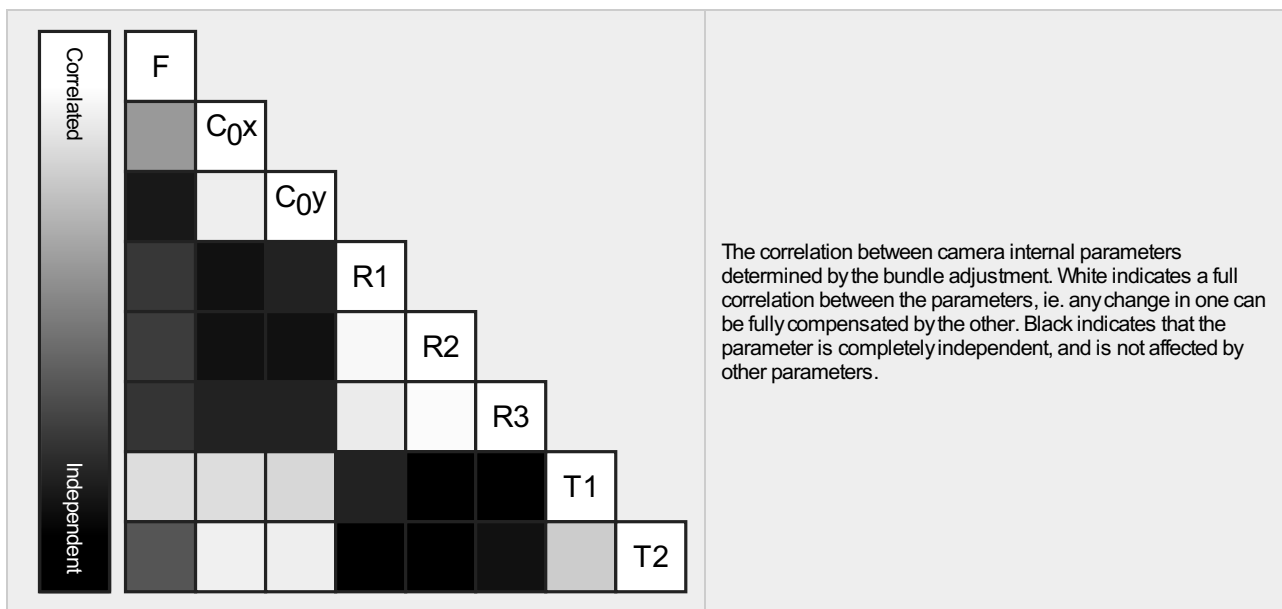 Correlated
Independent
F
C0x
C0y
R1
R2
R3
T1
T2
The correlation between camera internal parameters
determined by the bundle adjustment. White indicates a full
correlation between the parameters, ie. any change in one can
be fully compensated by the other. Black indicates that the
parameter is completely independent, and is not affected by
other parameters.